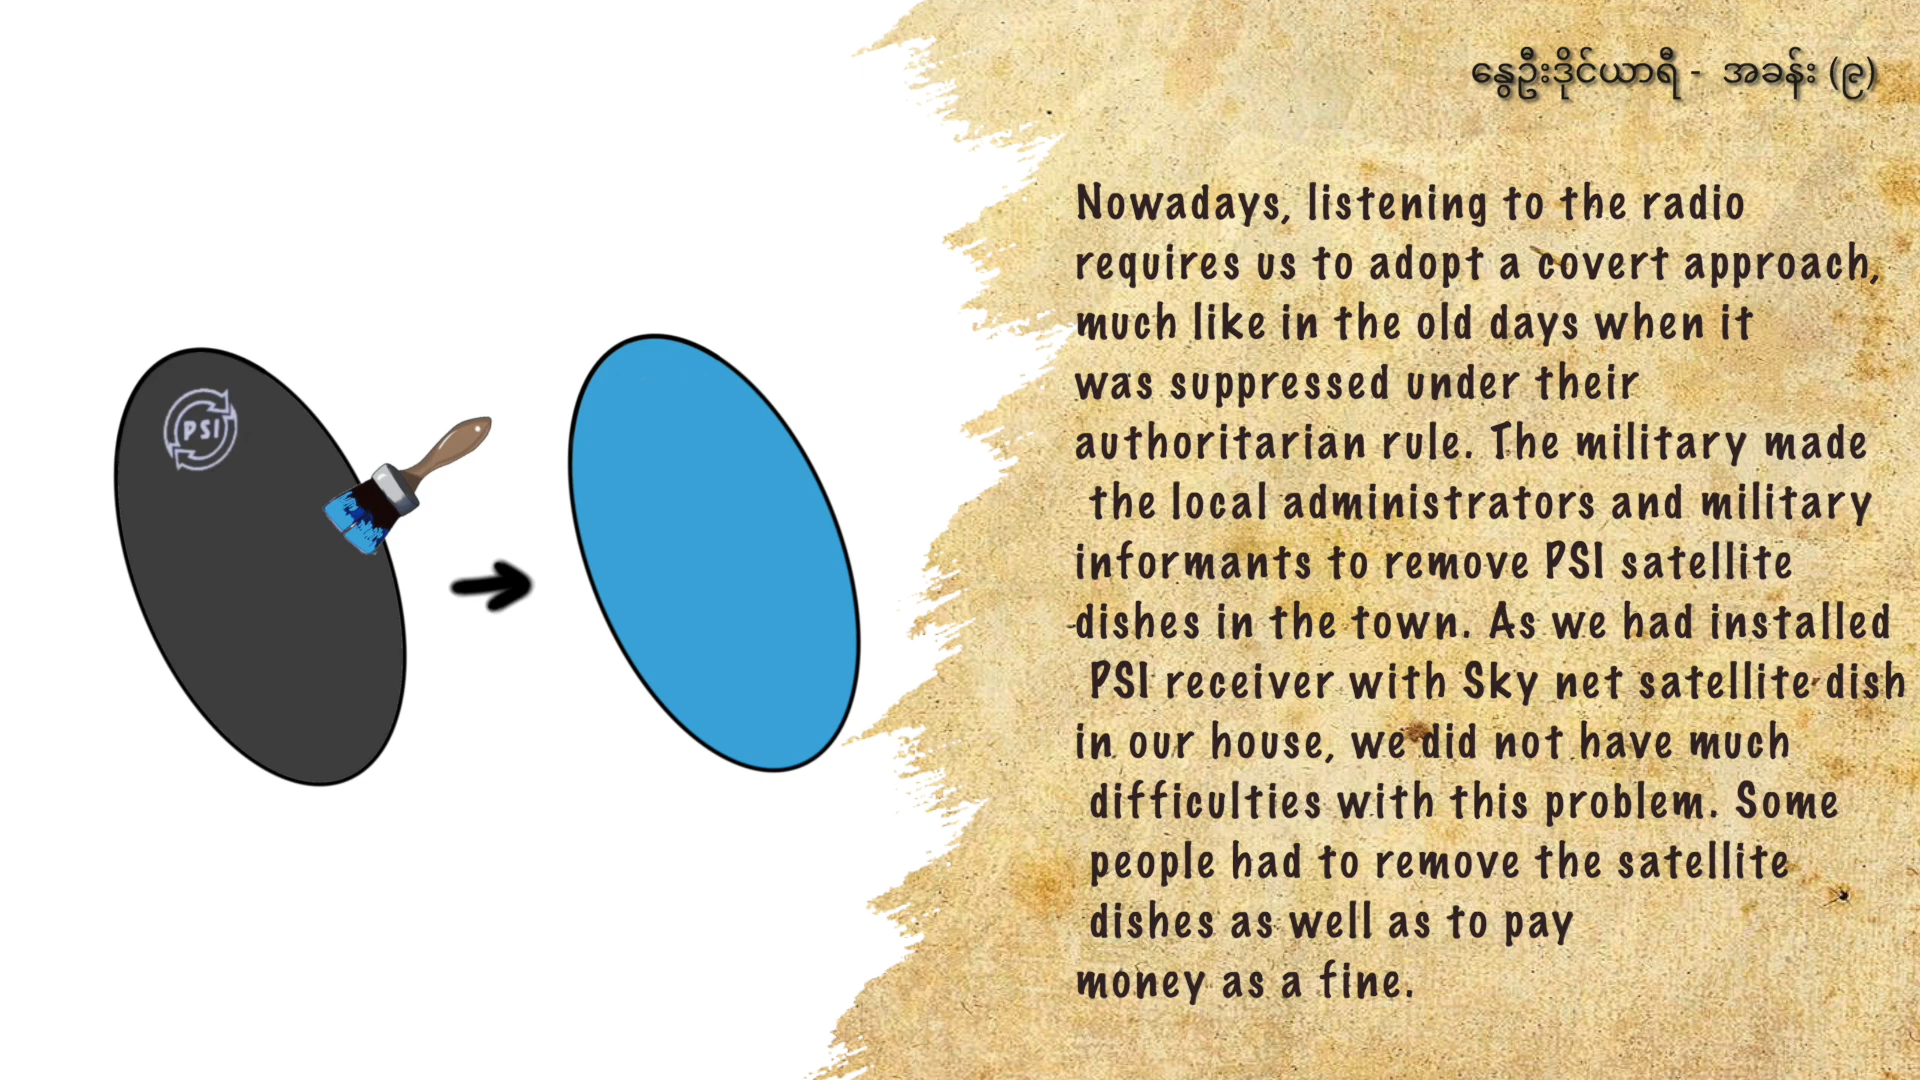 နွေဦးဒိုင်ယာရီ - အခန်း (၉)
PSI
Nowadays, listening to the radio
requires us to adopt a covert approach,
much like in the old days when it
was suppressed under their
authoritarian rule. The military made
the local administrators and military
informants to remove PSI satellite
dishes in the town. As we had installed
PSI receiver with Sky net satellite dish
in our house, we did not have much
difficulties with this problem. Some
people had to remove the satellite
dishes as well as to pay
money as a fine.